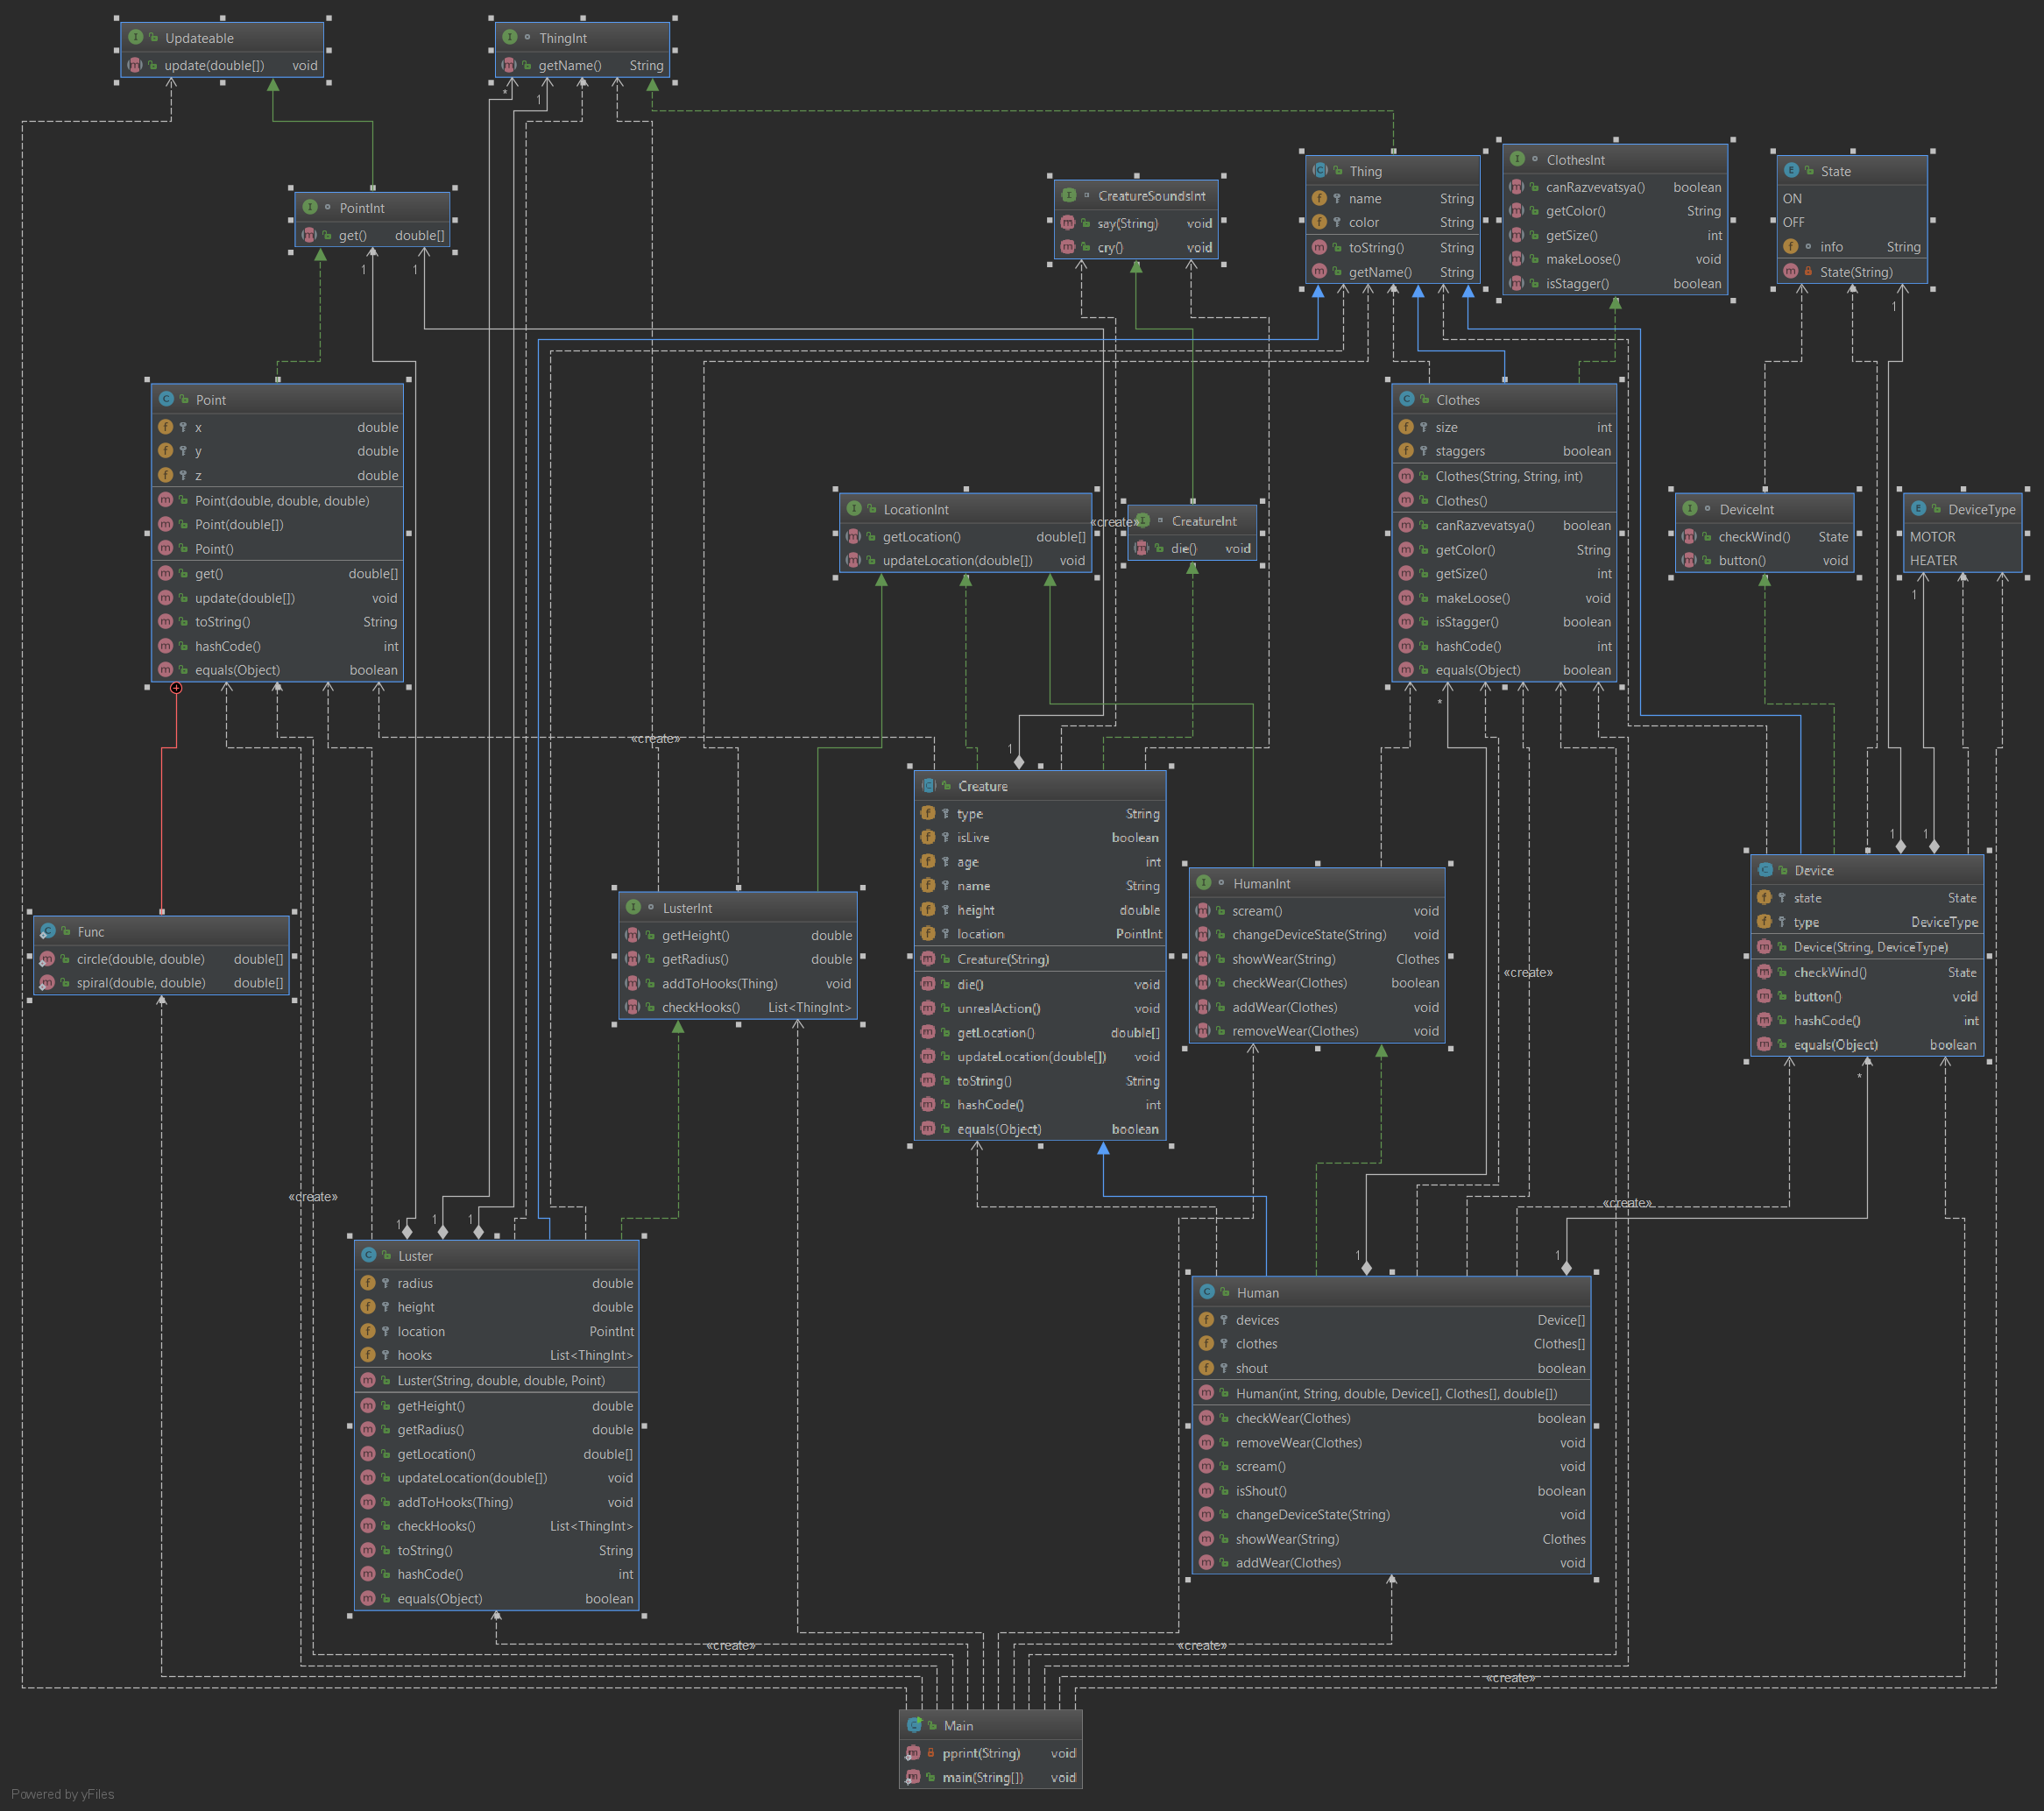 Updateable
update(double[]) void
ThingInt
getName() String
*
1
PointInt
get() double[]
1
1
CreatureSoundsInt
say(String) void
cry() void
Thing
name String
color String
toString() String
getName() String
ClothesInt
canRazvevatsya() boolean
getColor() String
getSize() int
makeLoose() void
isStagger() boolean
State
ON
OFF
info String
State(String)
1
Point
x double
y double
z double
Point(double, double, double)
Point(double[])
Point()
get() double[]
update(double[]) void
toString() String
hashCode() int
equals(Object) boolean
LocationInt
getLocation() double[]
updateLocation(double[]) void
«create»
CreatureInt
die() void
Clothes
size int
staggers boolean
Clothes(String, String, int)
Clothes()
canRazvevatsya() boolean
getColor() String
getSize() int
makeLoose() void
isStagger() boolean
hashCode() int
equals(Object) boolean
*
DeviceInt
checkWind() State
button() void
DeviceType
MOTOR
HEATER
1
«create»
1
Creature
type String
isLive boolean
age int
name String
height double
location PointInt
Creature(String)
die() void
unrealAction() void
getLocation() double[]
updateLocation(double[]) void
toString() String
hashCode() int
equals(Object) boolean
Func
circle(double, double) double[]
spiral(double, double) double[]
LusterInt
getHeight() double
getRadius() double
addToHooks(Thing) void
checkHooks() List<ThingInt>
HumanInt
scream() void
changeDeviceState(String) void
showWear(String) Clothes
checkWear(Clothes) boolean
addWear(Clothes) void
removeWear(Clothes) void
«create»
1
1
Device
state State
type DeviceType
Device(String, DeviceType)
checkWind() State
button() void
hashCode() int
equals(Object) boolean
*
«create»
«create»
1
1
1
Luster
radius double
height double
location PointInt
hooks List<ThingInt>
Luster(String, double, double, Point)
getHeight() double
getRadius() double
getLocation() double[]
updateLocation(double[]) void
addToHooks(Thing) void
checkHooks() List<ThingInt>
toString() String
hashCode() int
equals(Object) boolean
1
1
Human
devices Device[]
clothes Clothes[]
shout boolean
Human(int, String, double, Device[], Clothes[], double[])
checkWear(Clothes) boolean
removeWear(Clothes) void
scream() void
isShout() boolean
changeDeviceState(String) void
showWear(String) Clothes
addWear(Clothes) void
«create»
«create»
«create»
Main
pprint(String) void
main(String[]) void
Powered by yFiles